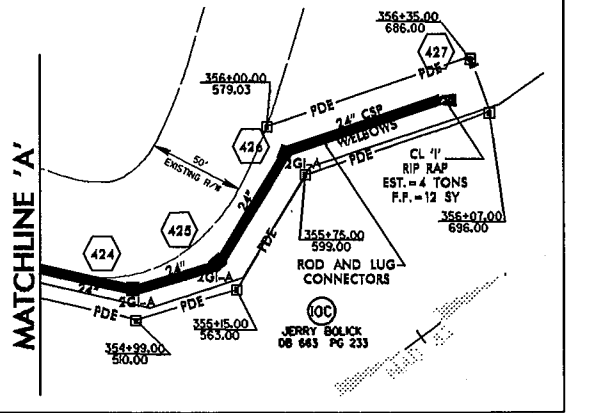 356+35.00
686.00
427
PDE
356+00.00
579.03
PDE
24" CSP
W/ELBOWS
426
2GI-A
PDE
MATCHLINE 'A'
50'
EXISTING R/W
CL 'I'
RIP RAP
EST. = 4 TONS
F.F. = 12 SY
356+07.00
696.00
24"
425
355+75.00
599.00
PDE
424
24"
2GI-A
ROD AND LUG
CONNECTORS
24"
2GI-A
PDE
PDE
10C
JERRY BOLICK
DB 663 PG 233
355+15.00
563.00
354+99.00
510.00